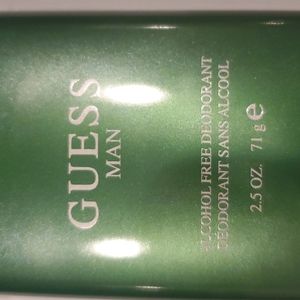 GUESS
MAN
ALCOHOL FREE DEODORANT
DEODORANT SANS ALCOOL
2.5 OZ. 71 g e